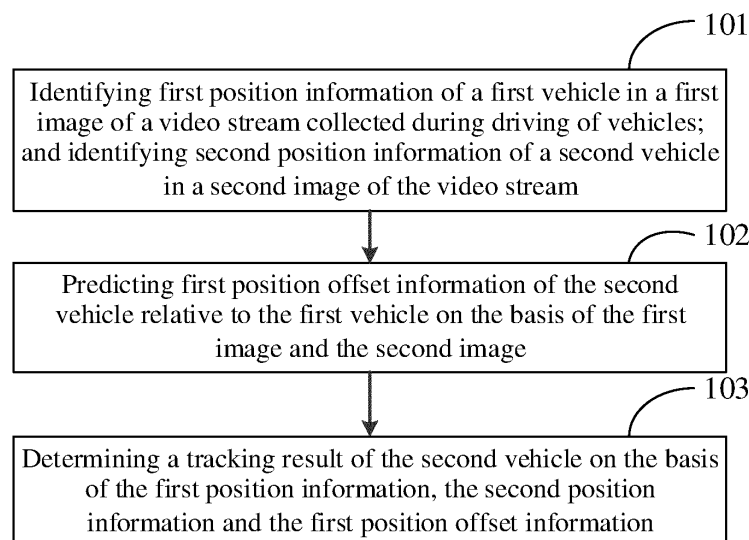 101
Identifying first position information of a first vehicle in a first
image of a video stream collected during driving of vehicles;
and identifying second position information of a second vehicle
in a second image of the video stream
102
Predicting first position offset information of the second
vehicle relative to the first vehicle on the basis of the first
image and the second image
103
Determining a tracking result of the second vehicle on the basis
of the first position information, the second position
information and the first position offset information